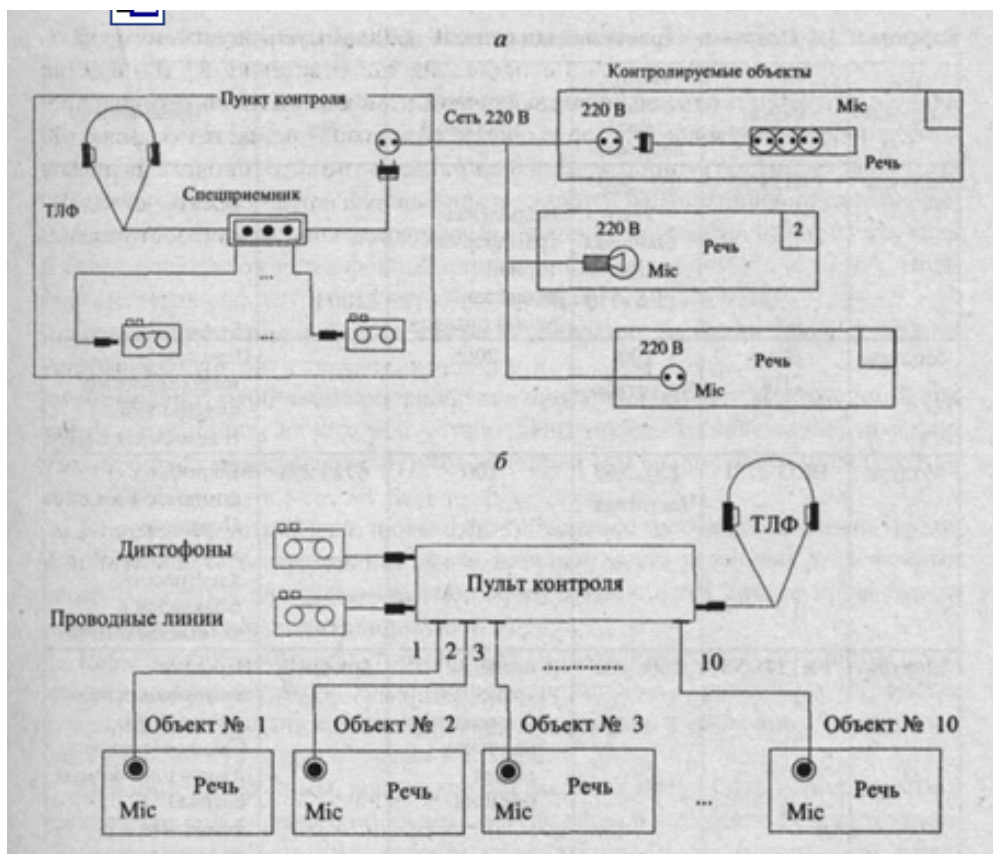 а
Контролируемые объекты
Пункт контроля
Сеть 220 В
220 В
Mic
Речь
ТЛФ
Спецприемник
...
220 В
Речь
2
Mic
220 В
Речь
Mic
б
Диктофоны
ТЛФ
Пульт контроля
Проводные линии
1 2 3 ............. 10
Объект № 1
Объект № 2
Объект № 3
Объект № 10
Речь
Mic
Речь
Mic
Речь
Mic
...
Речь
Mic